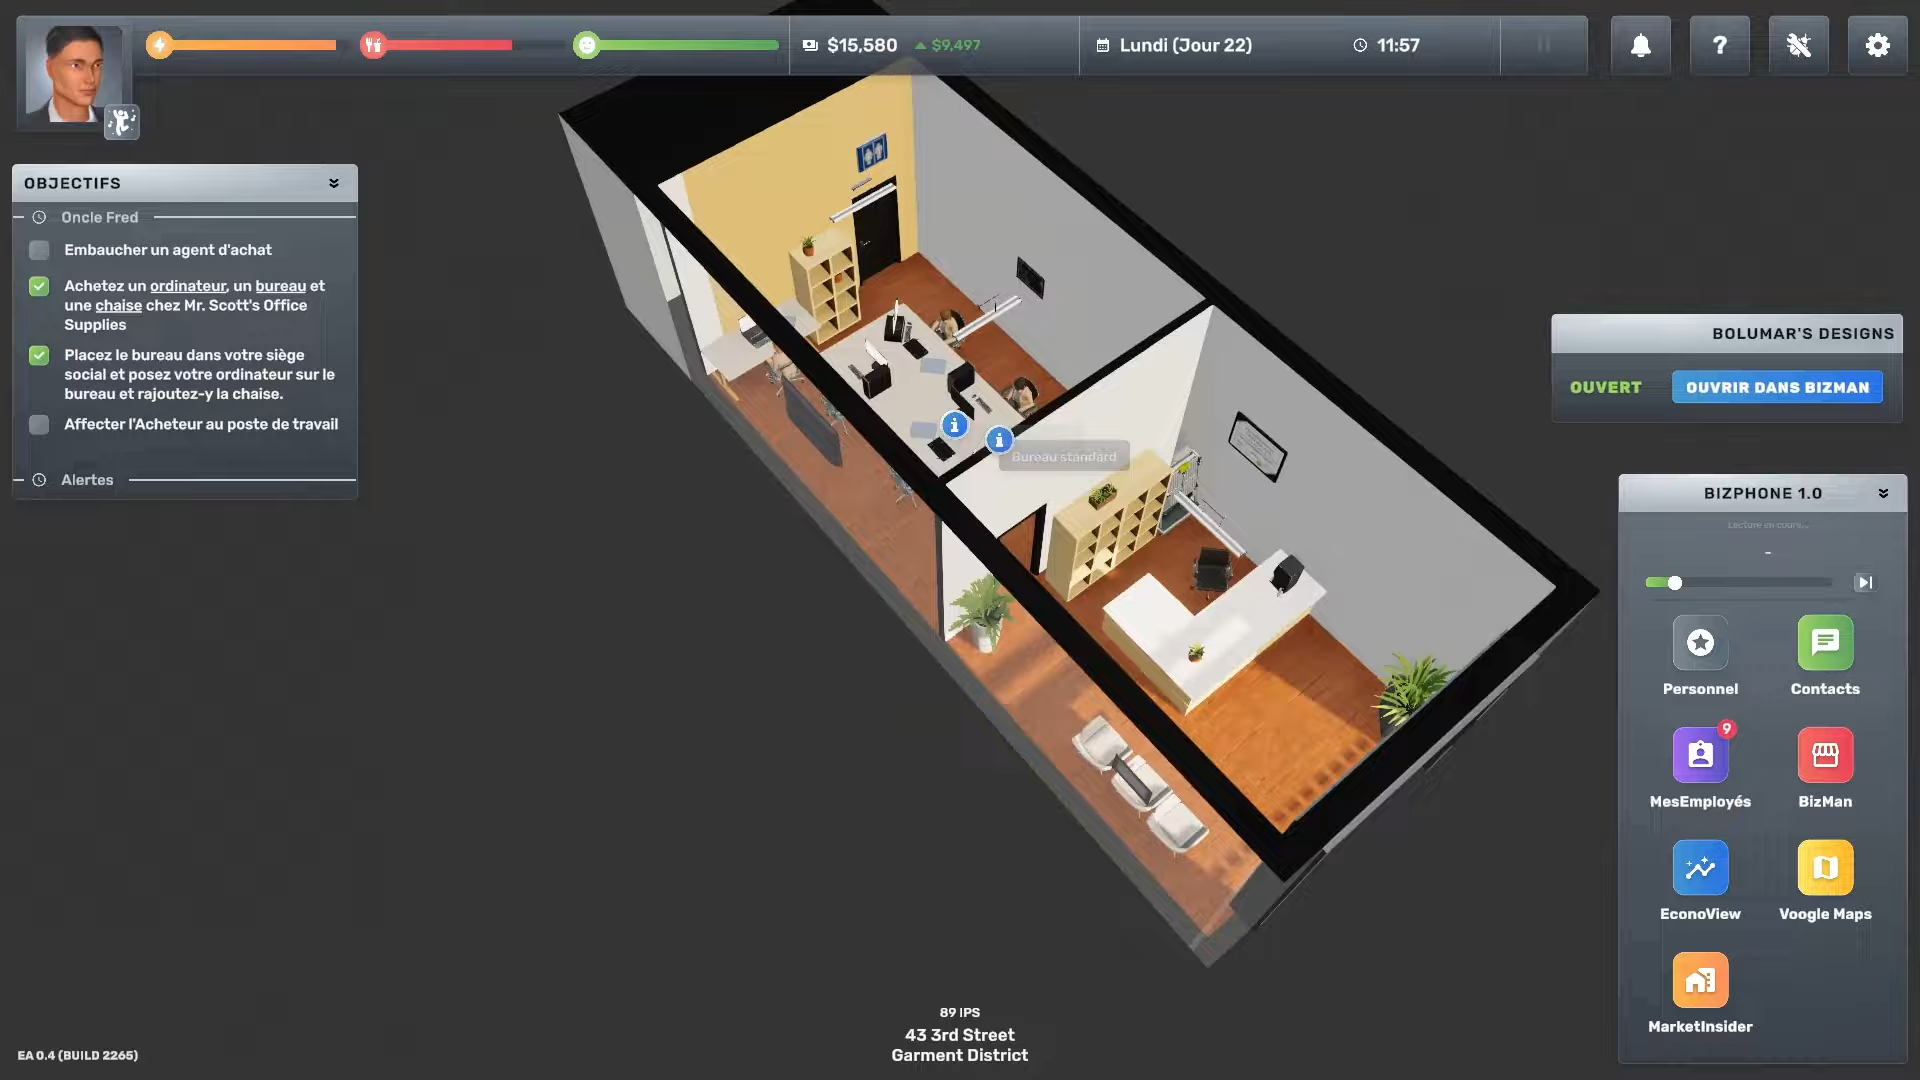 $15,580
$9,497
Lundi (Jour 22)
11:57
?
OBJECTIFS
Oncle Fred
Embaucher un agent d'achat
Achetez un ordinateur, un bureau et
une chaise chez Mr. Scott's Office
Supplies
Placez le bureau dans votre siège
social et posez votre ordinateur sur le
bureau et rajoutez-y la chaise.
Affecter l'Acheteur au poste de travail
Alertes
Bureau standard
BOLUMAR'S DESIGNS
OUVERT
OUVRIR DANS BIZMAN
BIZPHONE 1.0
Lecture en cours...
-
Personnel
Contacts
9
MesEmployés
BizMan
EconoView
Voogle Maps
MarketInsider
89 IPS
43 3rd Street
Garment District
EA 0.4 (BUILD 2265)